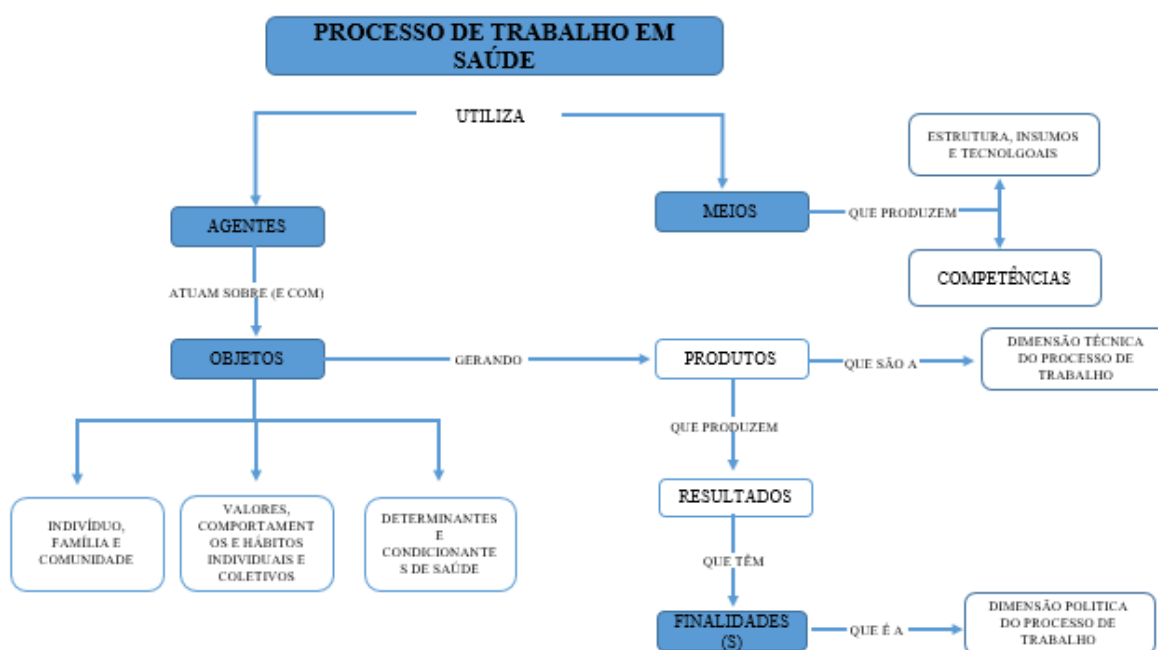 PROCESSO DE TRABALHO EM
SAÚDE
UTILIZA
ESTRUTURA, INSUMOS
E TECNOLGOAIS
AGENTES
MEIOS
QUE PRODUZEM
COMPETÊNCIAS
ATUAM SOBRE (E COM)
OBJETOS
GERANDO
PRODUTOS
QUE SÃO A
DIMENSÃO TÉCNICA
DO PROCESSO DE
TRABALHO
QUE PRODUZEM
RESULTADOS
INDIVÍDUO,
FAMÍLIA E
COMUNIDADE
VALORES,
COMPORTAMENT
OS E HÁBITOS
INDIVIDUAIS E
COLETIVOS
DETERMINANTES
E
CONDICIONANTE
S DE SAÚDE
QUE TÊM
FINALIDADES
(S)
QUE É A
DIMENSÃO POLITICA
DO PROCESSO DE
TRABALHO